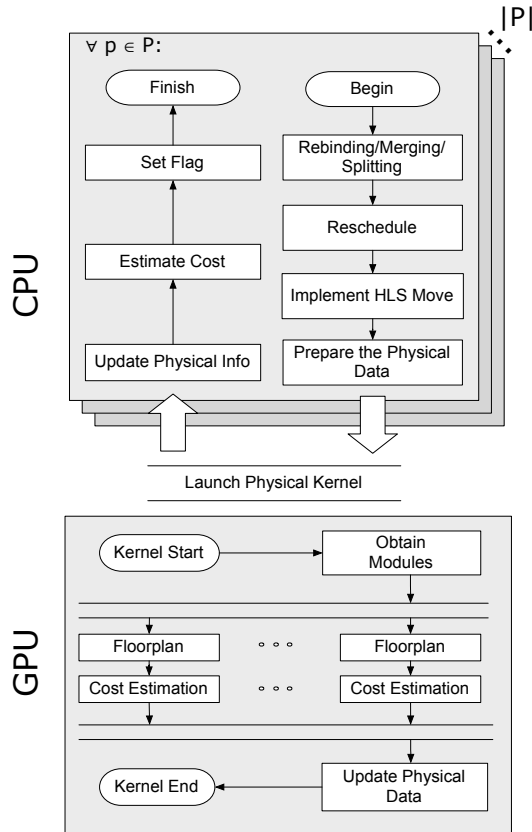 |P|
∀ p ∈ P:
Finish
Begin
Set Flag
Rebinding/Merging/
Splitting
Reschedule
Estimate Cost
Implement HLS Move
Update Physical Info
Prepare the Physical
Data
CPU
Launch Physical Kernel
Kernel Start
Obtain
Modules
Floorplan
Floorplan
Cost Estimation
Cost Estimation
GPU
Kernel End
Update Physical
Data